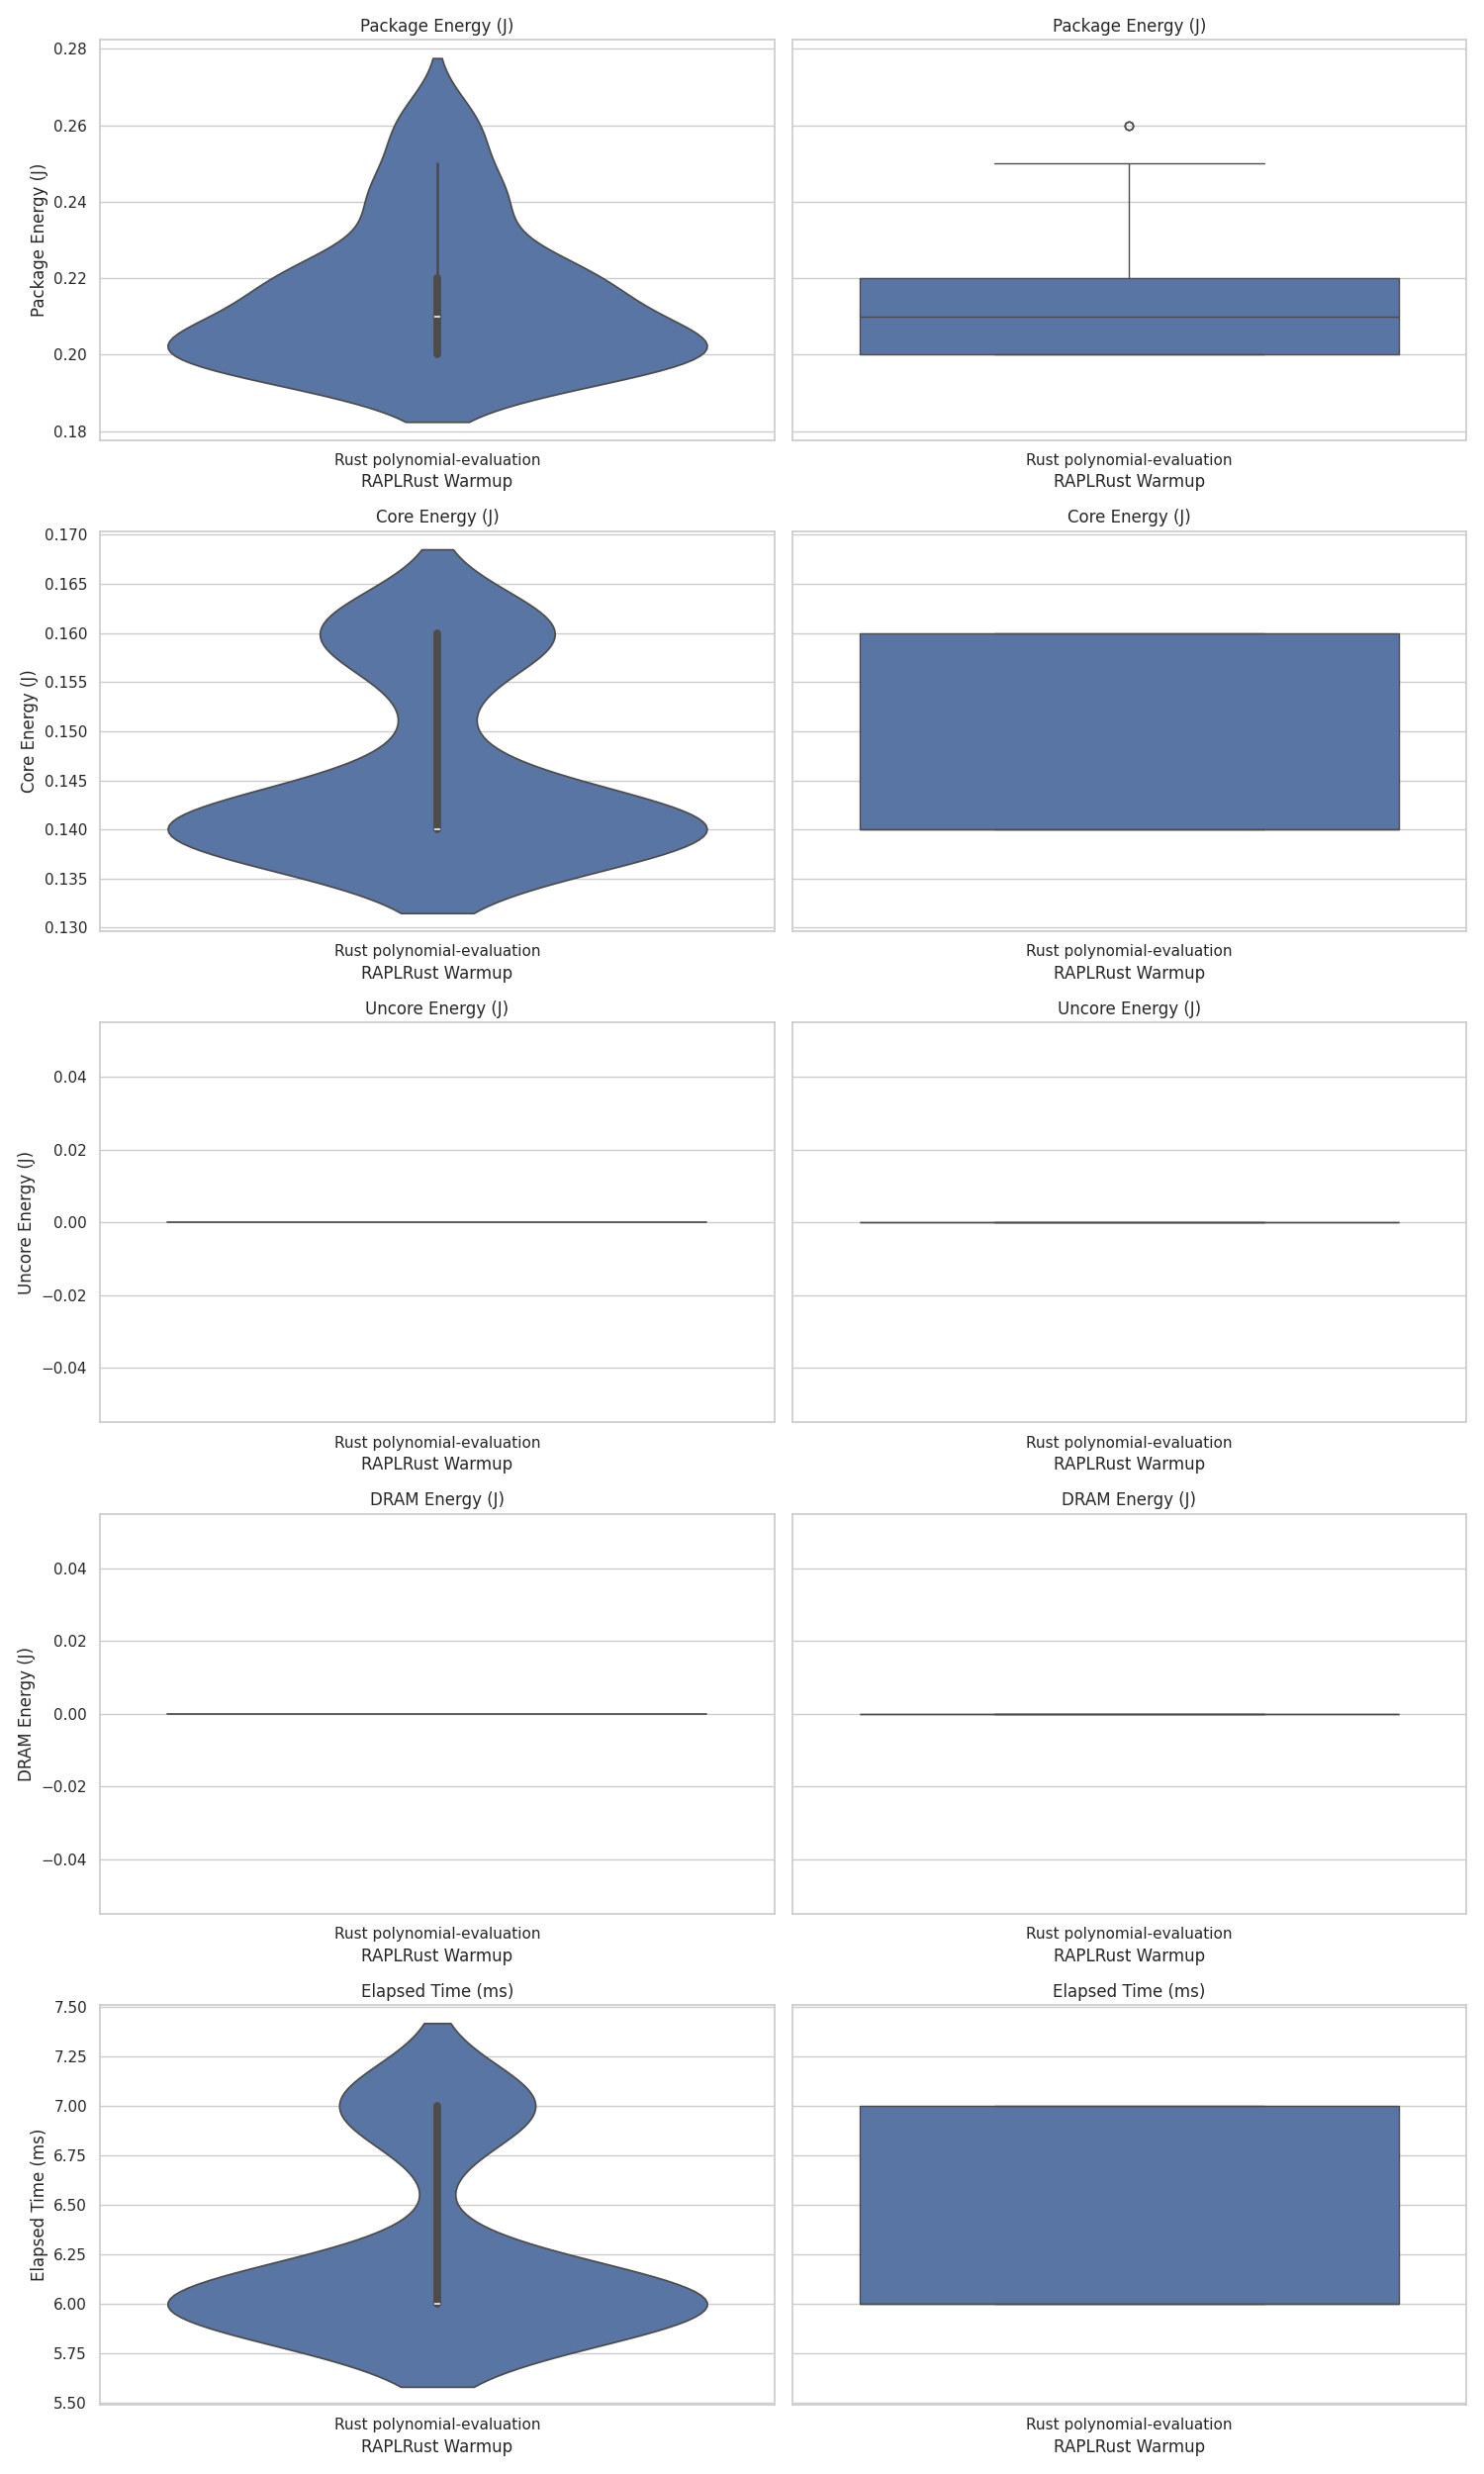 Package Energy (J)
Package Energy (J)
Package Energy (J)
0.28
0.26
0.24
0.22
0.20
0.18
Rust polynomial-evaluation
RAPLRust Warmup
Rust polynomial-evaluation
RAPLRust Warmup
Core Energy (J)
Core Energy (J)
Core Energy (J)
0.170
0.165
0.160
0.155
0.150
0.145
0.140
0.135
0.130
Rust polynomial-evaluation
RAPLRust Warmup
Rust polynomial-evaluation
RAPLRust Warmup
Uncore Energy (J)
Uncore Energy (J)
Uncore Energy (J)
0.04
0.02
0.00
−0.02
−0.04
Rust polynomial-evaluation
RAPLRust Warmup
Rust polynomial-evaluation
RAPLRust Warmup
DRAM Energy (J)
DRAM Energy (J)
DRAM Energy (J)
0.04
0.02
0.00
−0.02
−0.04
Rust polynomial-evaluation
RAPLRust Warmup
Rust polynomial-evaluation
RAPLRust Warmup
Elapsed Time (ms)
Elapsed Time (ms)
Elapsed Time (ms)
7.50
7.25
7.00
6.75
6.50
6.25
6.00
5.75
5.50
Rust polynomial-evaluation
RAPLRust Warmup
Rust polynomial-evaluation
RAPLRust Warmup